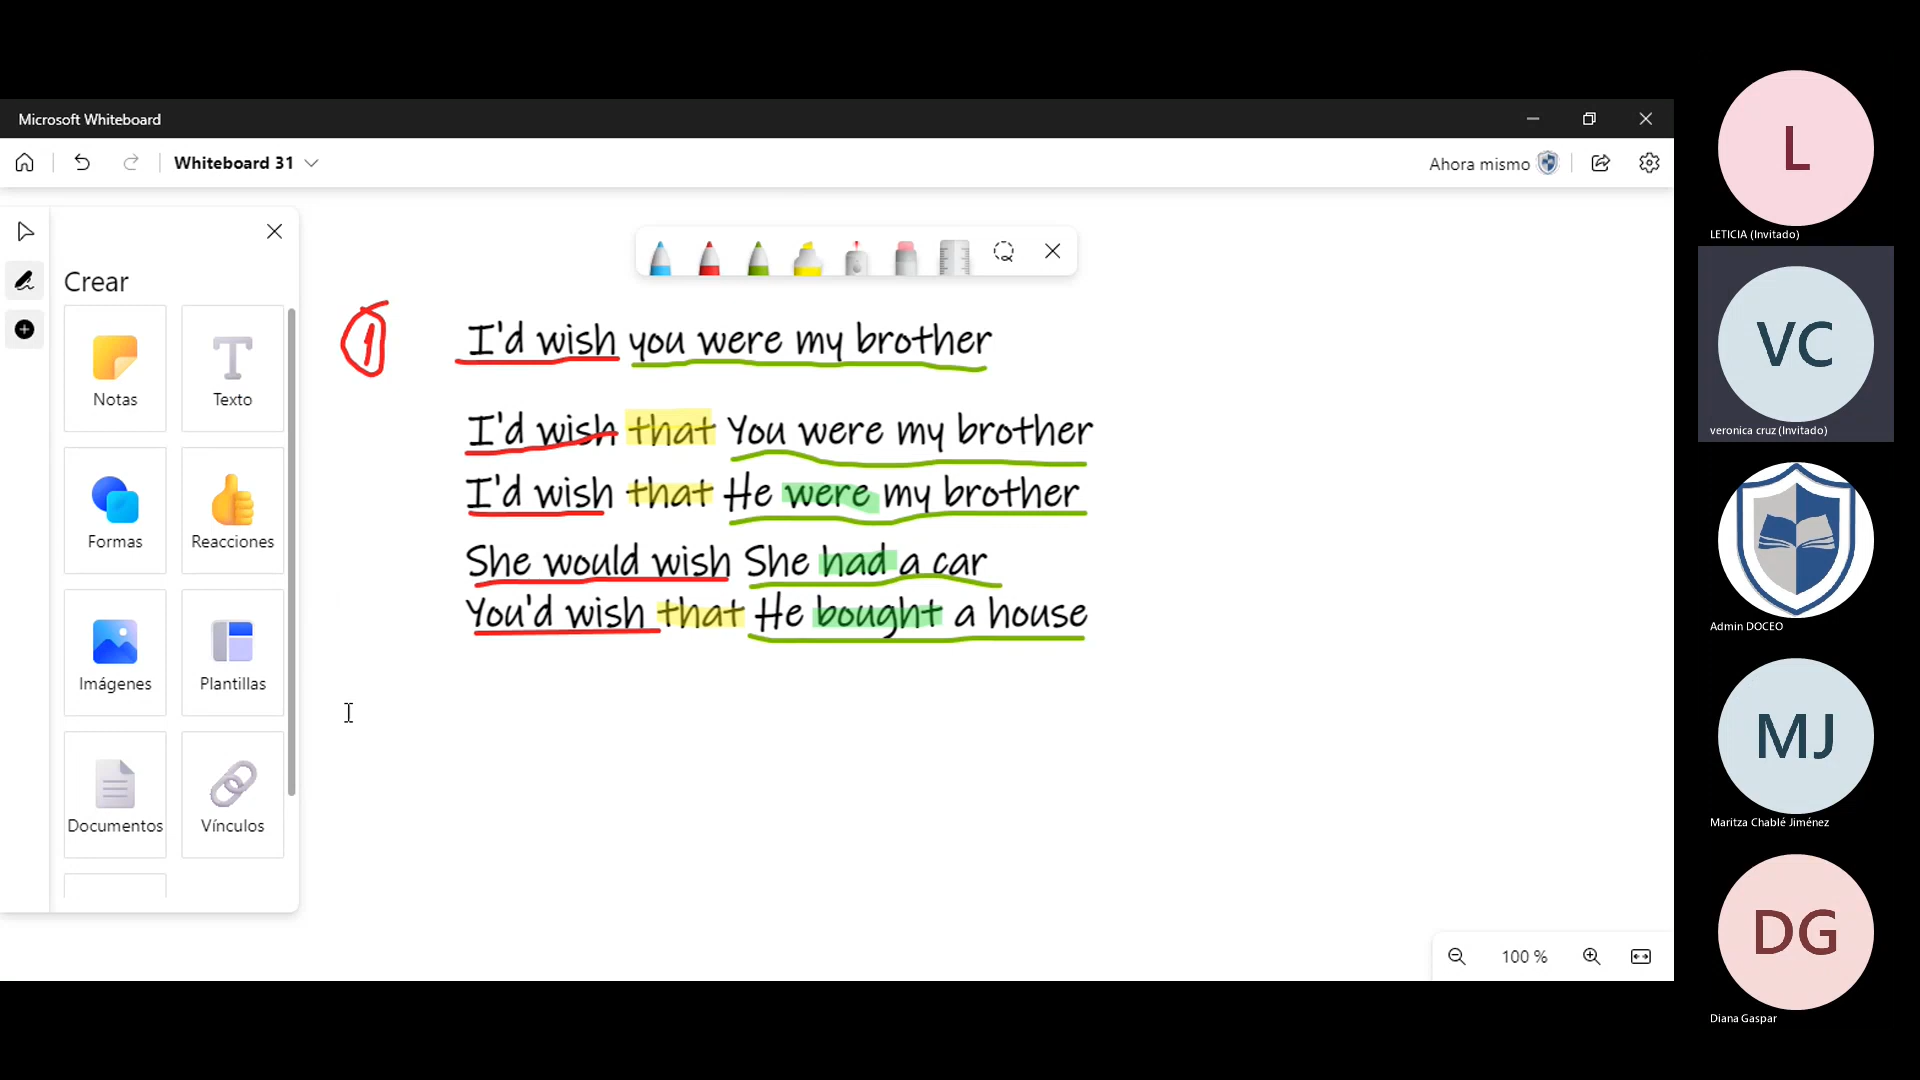 Microsoft Whiteboard
Whiteboard 31
Ahora mismo
Crear
Notas
Texto
Formas
Reacciones
Imágenes
Plantillas
Documentos
Vínculos
1
I'd wish you were my brother
I'd wish that You were my brother
I'd wish that He were my brother
She would wish She had a car
You'd wish that He bought a house
100 %
L
LETICIA (Invitado)
VC
veronica cruz (Invitado)
Admin DOCEO
MJ
Maritza Chablé Jiménez
DG
Diana Gaspar